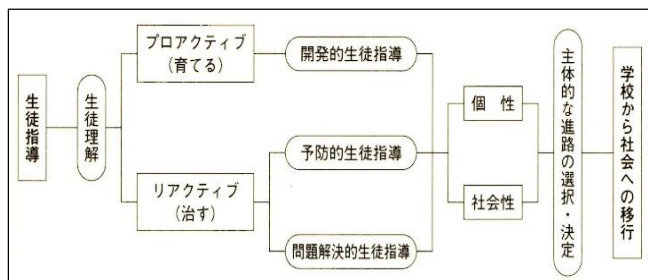 生徒指導
生徒理解
プロアクティブ
(育てる)
リアクティブ
(治す)
開発的生徒指導
予防的生徒指導
問題解決的生徒指導
個 性
社会性
主体的な進路の選択・決定
学校から社会への移行